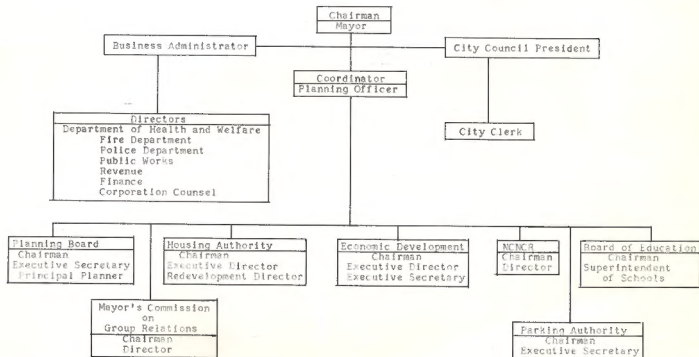 Chairman
Mayor
Business Administrator
City Council President
Coordinator
Planning Officer
Directors
Department of Health and Welfare
Fire Department
Police Department
Public Works
Revenue
Finance
Corporation Counsel
City Clerk
Planning Board
Chairman
Executive Secretary
Principal Planner
Housing Authority
Chairman
Executive Director
Redevelopment Director
Economic Development
Chairman
Executive Director
Executive Secretary
NCNCR
Chairman
Director
Board of Education
Chairman
Superintendent
of Schools
Mayor's Commission
on
Group Relations
Chairman
Director
Parking Authority
Chairman
Executive Secretary